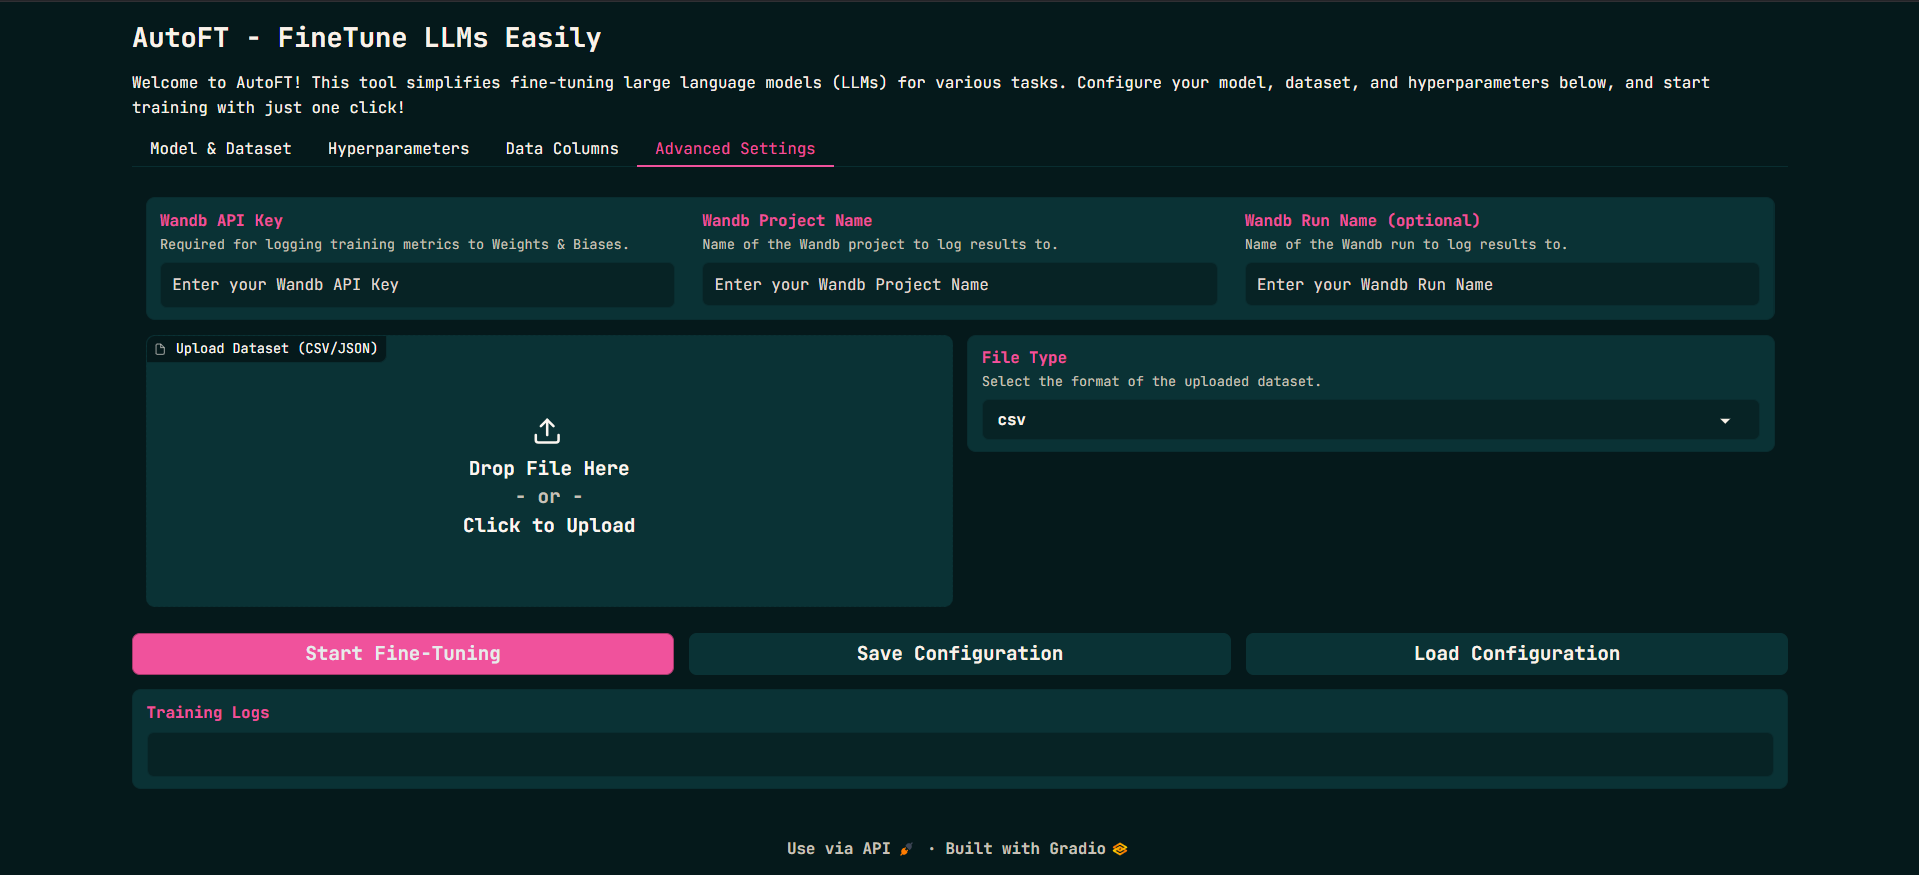 AutoFT - FineTune LLMs Easily
Welcome to AutoFT! This tool simplifies fine-tuning large language models (LLMs) for various tasks. Configure your model, dataset, and hyperparameters below, and start
training with just one click!
Model & Dataset Hyperparameters Data Columns Advanced Settings
Wandb API Key
Required for logging training metrics to Weights & Biases.
Enter your Wandb API Key
Wandb Project Name
Name of the Wandb project to log results to.
Enter your Wandb Project Name
Wandb Run Name (optional)
Name of the Wandb run to log results to.
Enter your Wandb Run Name
Upload Dataset (CSV/JSON)
Drop File Here
- or -
Click to Upload
File Type
Select the format of the uploaded dataset.
csv
Start Fine-Tuning
Save Configuration
Load Configuration
Training Logs
Use via API · Built with Gradio